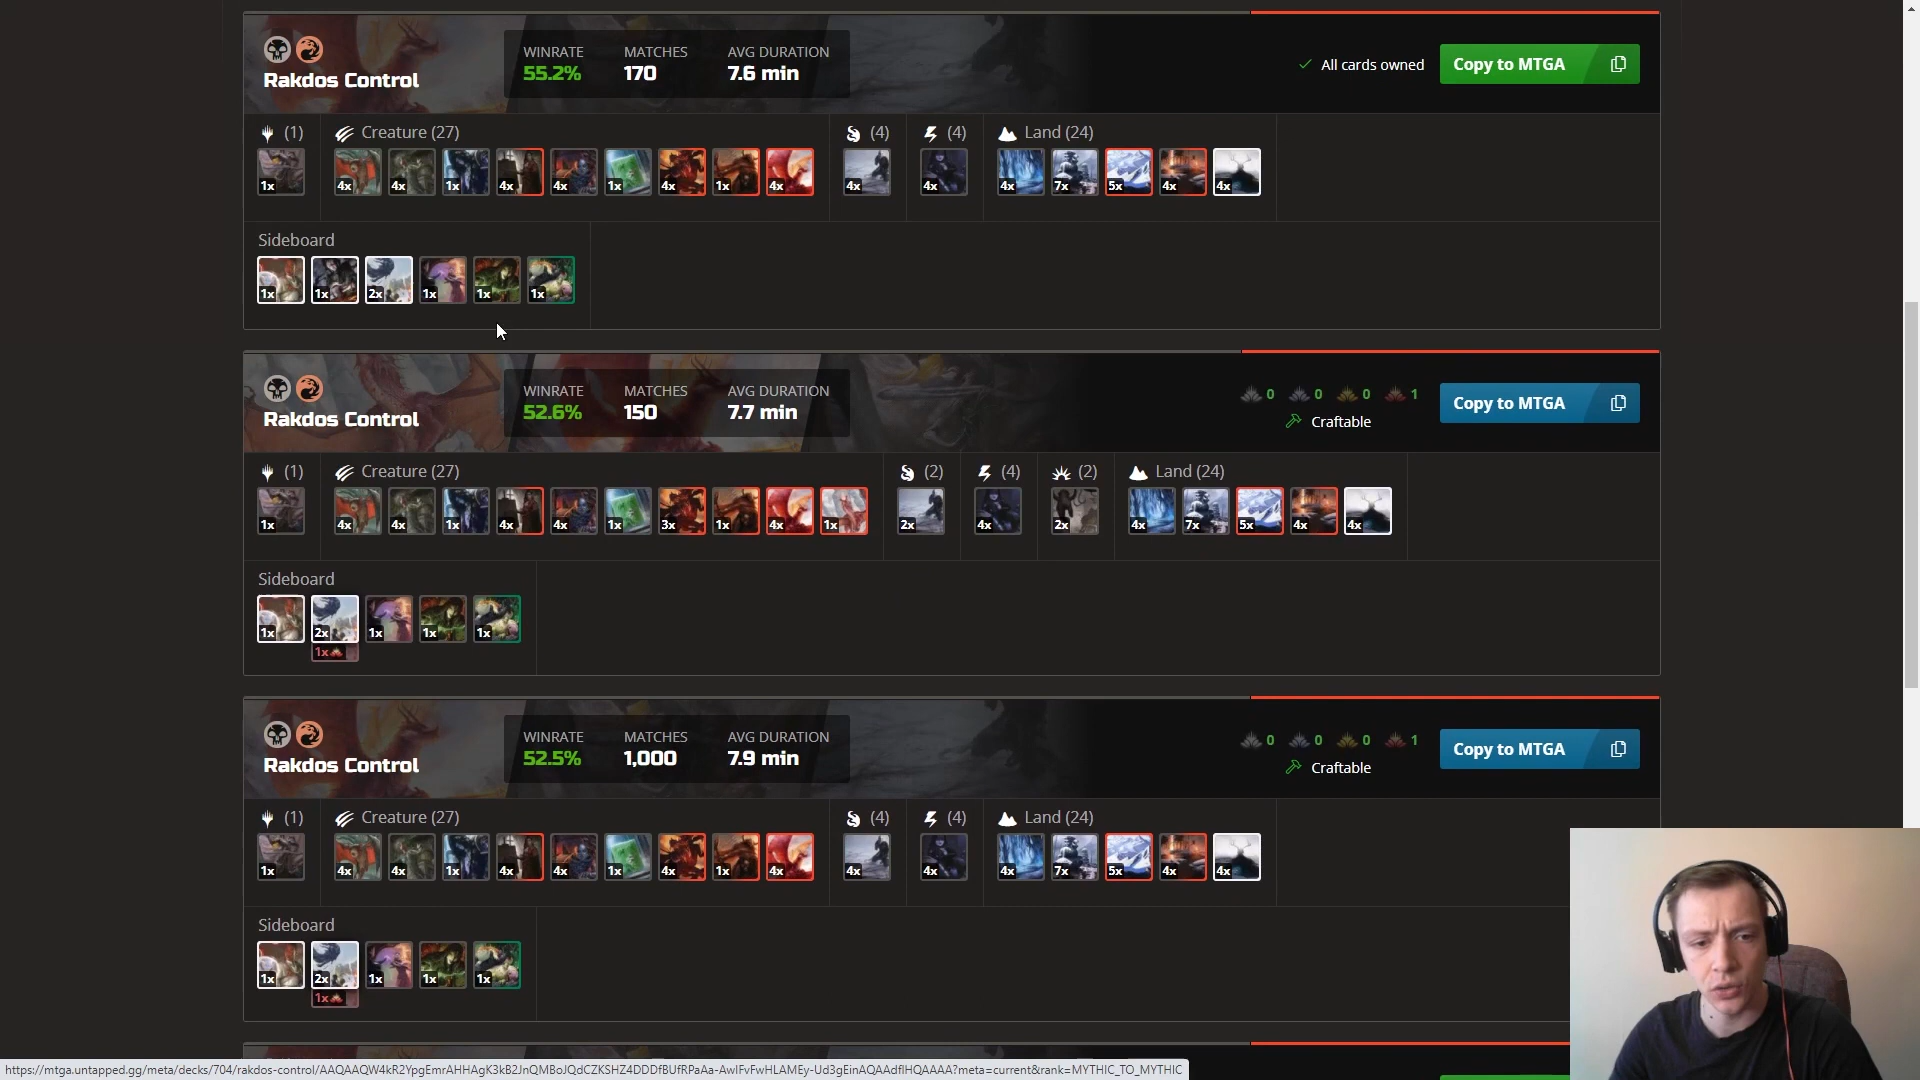 WINRATE MATCHES AVG DURATION
55.2% 170 7.6 min
Rakdos Control
All cards owned
Copy to MTGA
(1) Creature (27) (4) (4) Land (24)
1x 4x 4x 1x 4x 4x 1x 4x 1x 4x 4x 4x 4x 7x 5x 4x 4x
Sideboard
1x 1x 2x 1x 1x 1x
WINRATE MATCHES AVG DURATION
52.6% 150 7.7 min
Rakdos Control
0 0 0 1
Craftable
Copy to MTGA
(1) Creature (27) (2) (4) (2) Land (24)
1x 4x 4x 1x 4x 4x 1x 3x 1x 4x 1x 2x 4x 2x 4x 7x 5x 4x 4x
Sideboard
1x 2x 1x 1x 1x
1x
WINRATE MATCHES AVG DURATION
52.5% 1,000 7.9 min
Rakdos Control
0 0 0 1
Craftable
Copy to MTGA
(1) Creature (27) (4) (4) Land (24)
1x 4x 4x 1x 4x 4x 1x 4x 1x 4x 4x 4x 4x 7x 5x 4x 4x
Sideboard
1x 2x 1x 1x 1x
1x